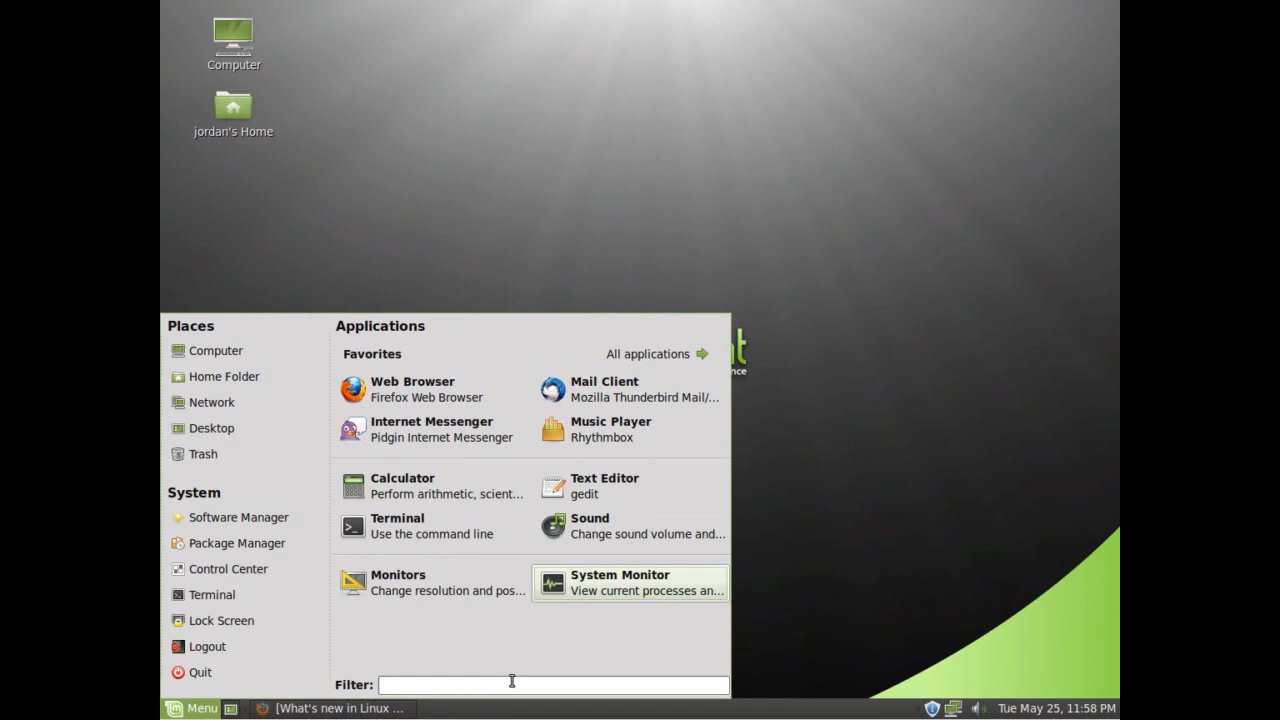 Computer
jordan's Home
Places
Computer
Home Folder
Network
Desktop
Trash
System
Software Manager
Package Manager
Control Center
Terminal
Lock Screen
Logout
Quit
Applications
Favorites
All applications
Web Browser
Firefox Web Browser
Mail Client
Mozilla Thunderbird Mail/...
Internet Messenger
Pidgin Internet Messenger
Music Player
Rhythmbox
Calculator
Perform arithmetic, scient...
Text Editor
gedit
Terminal
Use the command line
Sound
Change sound volume and...
Monitors
Change resolution and pos...
System Monitor
View current processes an...
Filter:
t
nce
Menu
[What's new in Linux ...
Tue May 25, 11:58 PM